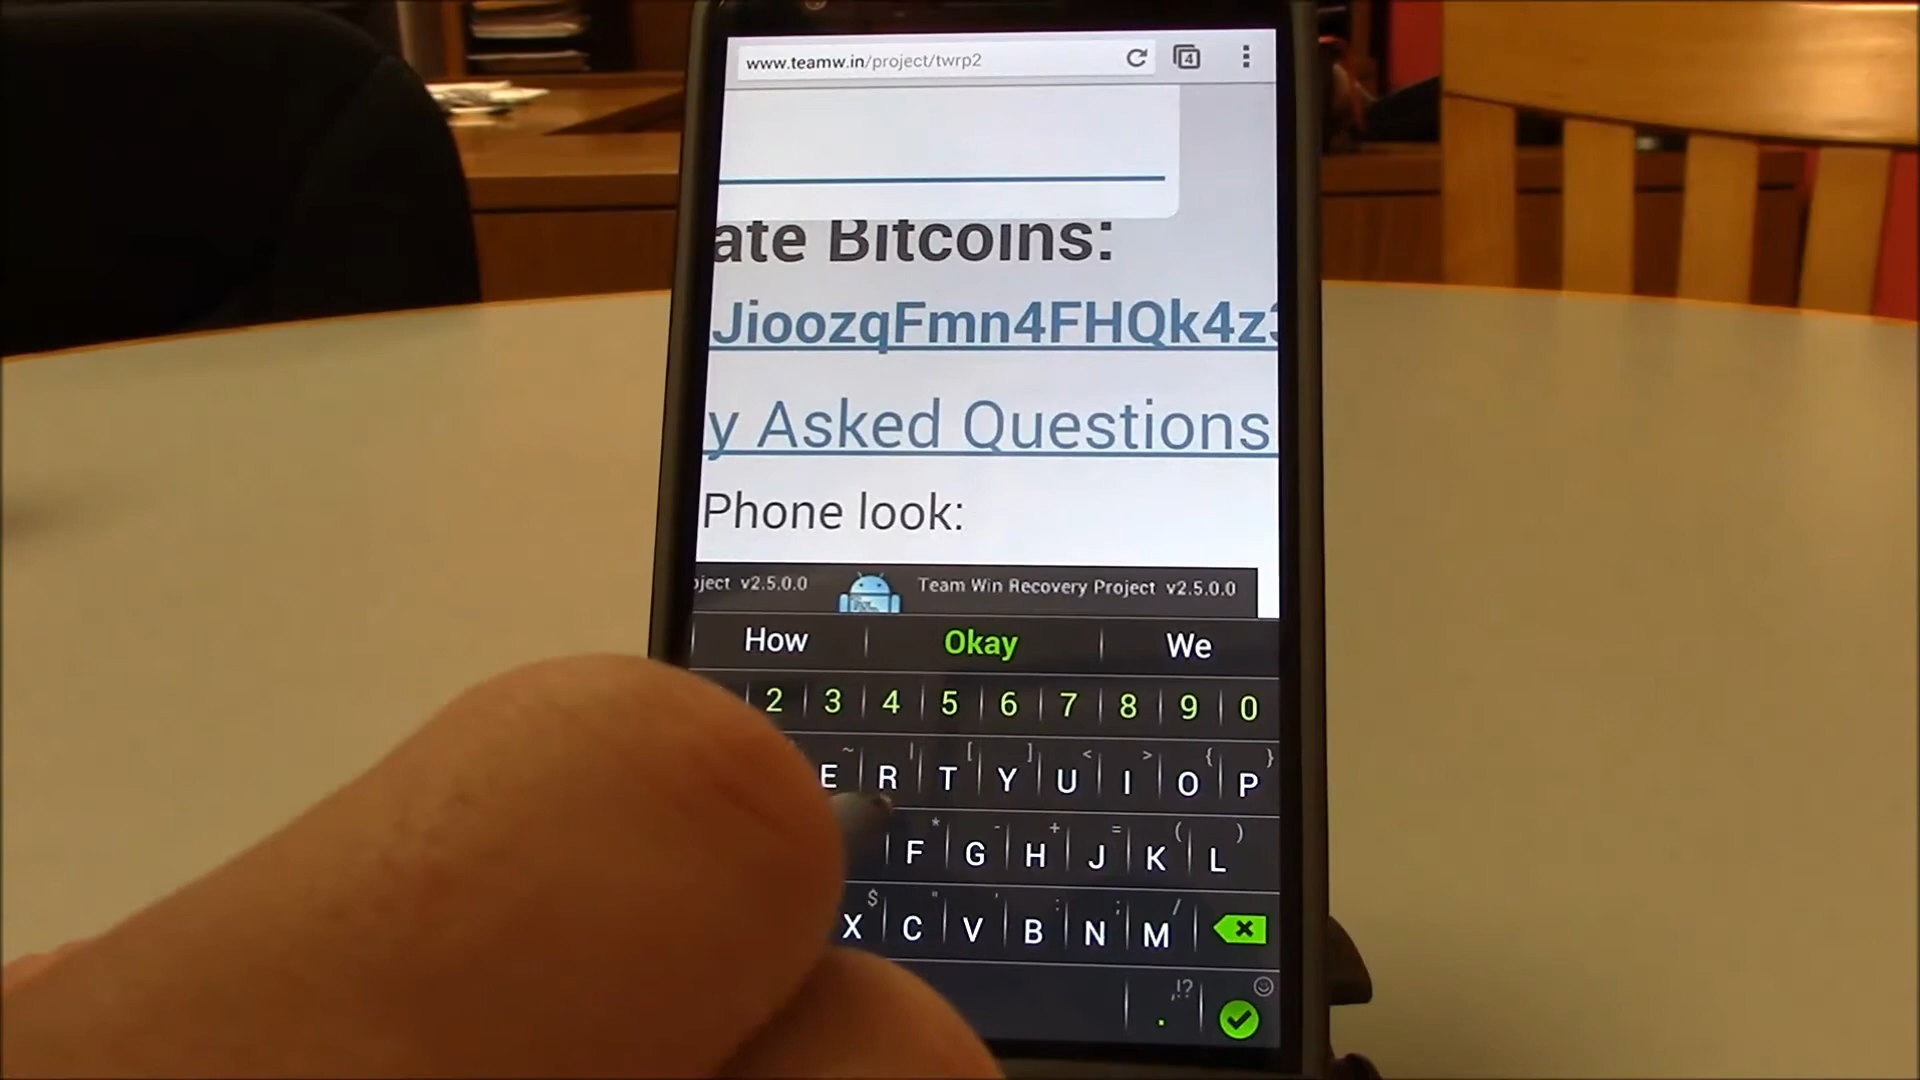 www.teamw.in/project/twrp2
4
ate Bitcoins:
JioozqFmn4FHQk4z
y Asked Questions
Phone look:
oject v2.5.0.0
Team Win Recovery Project v2.5.0.0
How Okay We
2 3 4 5 6 7 8 9 0
~ | [ ] < > { }
E R T Y U I O P
* - + = ( )
F G H J K L
$ " ' : ; /
X C V B N M
,!?
.